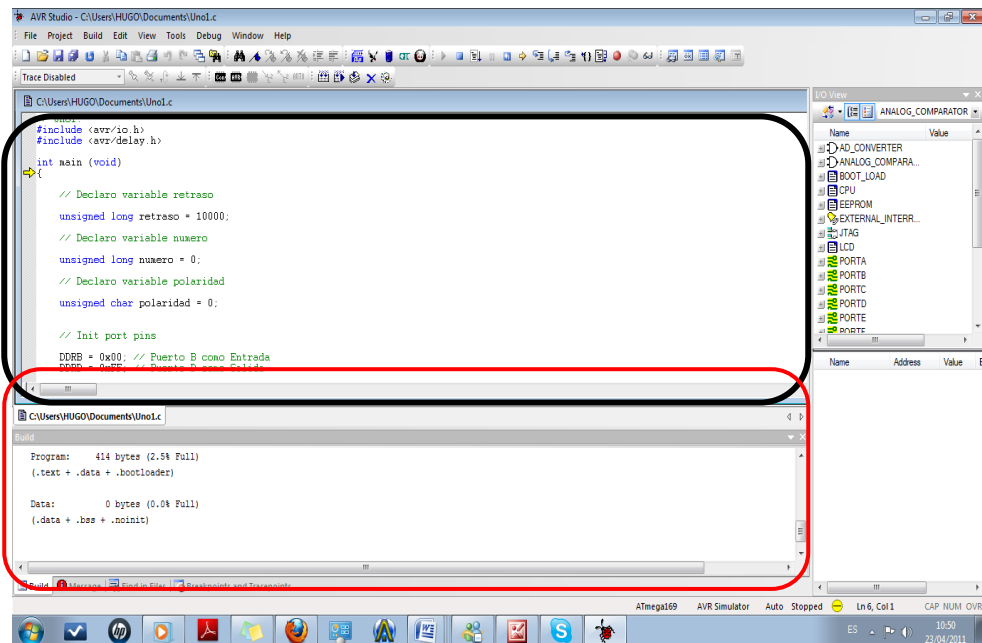 AVR Studio - C:\Users\HUGO\Documents\Uno1.c
File Project Build Edit View Tools Debug Window Help
Trace Disabled
C:\Users\HUGO\Documents\Uno1.c
#include <avr/io.h>
#include <avr/delay.h>
int main (void)
{
// Declaro variable retraso
unsigned long retraso = 10000;
// Declaro variable numero
unsigned long numero = 0;
// Declaro variable polaridad
unsigned char polaridad = 0;
// Init port pins
DDRB = 0x00; // Puerto B como Entrada
DDRD = 0xFF; // Puerto D como Salida
C:\Users\HUGO\Documents\Uno1.c
Build
Program: 414 bytes (2.5% Full)
(.text + .data + .bootloader)
Data: 0 bytes (0.0% Full)
(.data + .bss + .noinit)
Build Message Find in Files Breakpoints and Tracepoints
I/O View
ANALOG_COMPARATOR
Name Value
AD_CONVERTER
ANALOG_COMPARA...
BOOT_LOAD
CPU
EEPROM
EXTERNAL_INTERR...
JTAG
LCD
PORTA
PORTB
PORTC
PORTD
PORTE
PORTF
Name Address Value
ATmega169 AVR Simulator Auto Stopped Ln 6, Col 1 CAP NUM OVR
ES 10:50
23/04/2011